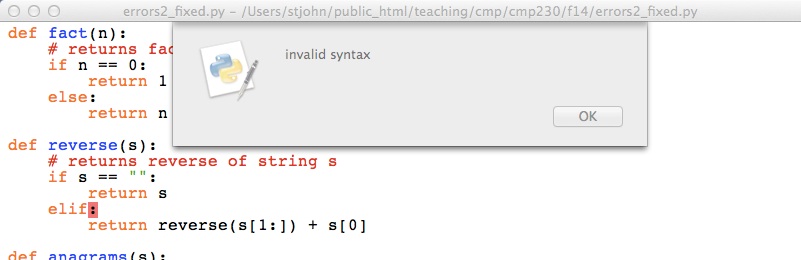 errors2_fixed.py - /Users/stjohn/public_html/teaching/cmp/cmp230/f14/errors2_fixed.py
def fact(n):
    # returns fac
    if n == 0:
        return 1
    else:
        return n
invalid syntax
OK
def reverse(s):
    # returns reverse of string s
    if s == "":
        return s
    elif:
        return reverse(s[1:]) + s[0]
def anagrams(s):